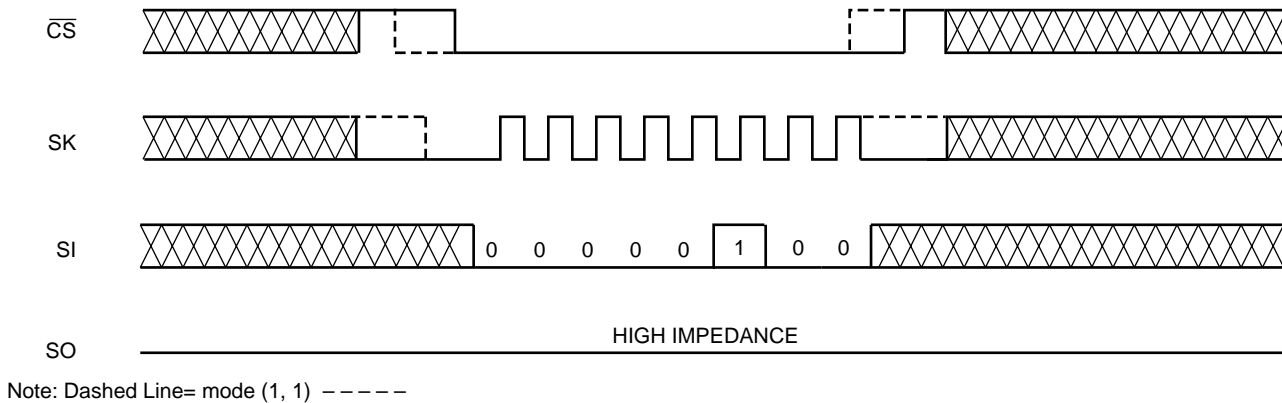 C̅S̅
SK
SI
0 0 0 0 0 1 0 0
HIGH IMPEDANCE
SO
Note: Dashed Line= mode (1, 1) – – – – –